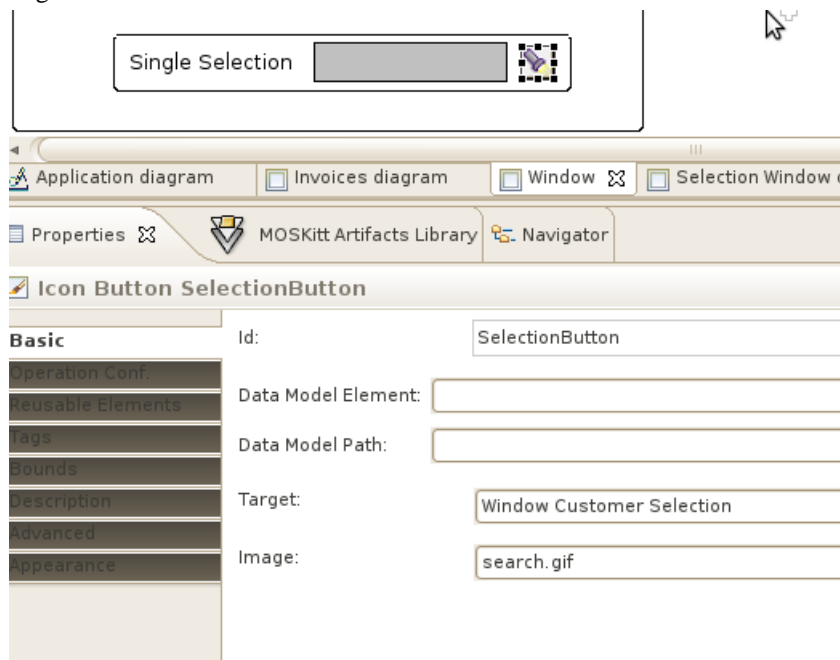 Single Selection
Application diagram
Invoices diagram
Window
Selection Window
Properties
MOSKitt Artifacts Library
Navigator
Icon Button SelectionButton
Basic
Operation Conf.
Reusable Elements
Tags
Bounds
Description
Advanced
Appearance
Id:
SelectionButton
Data Model Element:
Data Model Path:
Target:
Window Customer Selection
Image:
search.gif